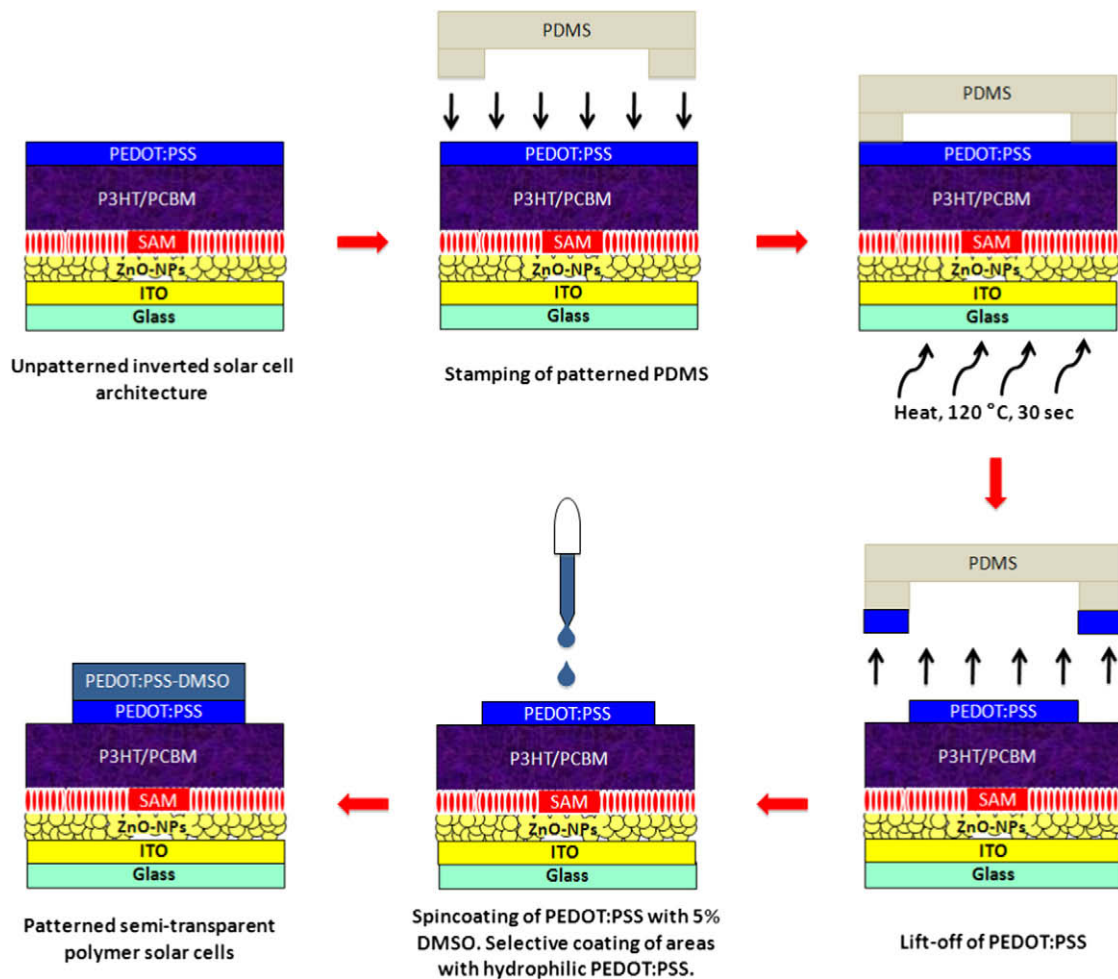 PEDOT:PSS
P3HT/PCBM
SAM
ZnO-NPs
ITO
Glass
Unpatterned inverted solar cell
architecture
PDMS
PEDOT:PSS
P3HT/PCBM
SAM
ZnO-NPs
ITO
Glass
Stamping of patterned PDMS
PDMS
PEDOT:PSS
P3HT/PCBM
SAM
ZnO-NPs
ITO
Glass
Heat, 120 °C, 30 sec
PDMS
PEDOT:PSS
P3HT/PCBM
SAM
ZnO-NPs
ITO
Glass
Lift-off of PEDOT:PSS
PEDOT:PSS
P3HT/PCBM
SAM
ZnO-NPs
ITO
Glass
Spincoating of PEDOT:PSS with 5%
DMSO. Selective coating of areas
with hydrophilic PEDOT:PSS.
PEDOT:PSS-DMSO
PEDOT:PSS
P3HT/PCBM
SAM
ZnO-NPs
ITO
Glass
Patterned semi-transparent
polymer solar cells